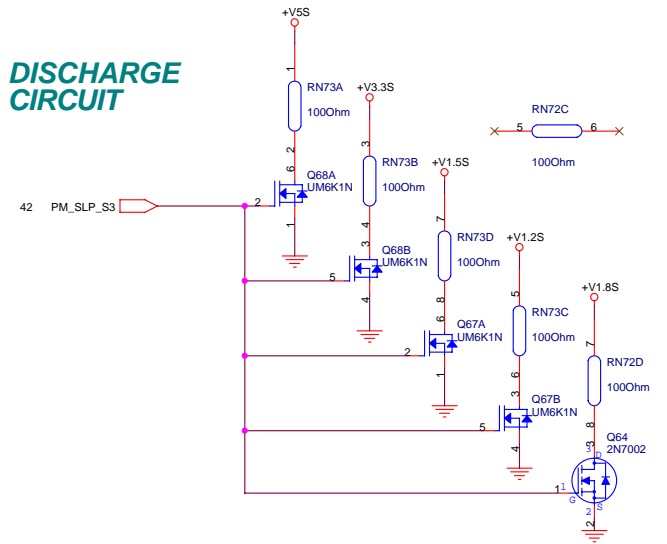 DISCHARGE
CIRCUIT
+V5S
1
RN73A
100Ohm
2
6
Q68A
UM6K1N
2
1
42 PM_SLP_S3
+V3.3S
3
RN73B
100Ohm
4
3
Q68B
UM6K1N
5
4
+V1.5S
7
RN73D
100Ohm
8
6
Q67A
UM6K1N
2
1
+V1.2S
5
RN73C
100Ohm
6
3
Q67B
UM6K1N
5
4
RN72C
5 6
100Ohm
+V1.8S
7
RN72D
100Ohm
8
3
3
D
Q64
2N7002
1
1
G
2
S
2